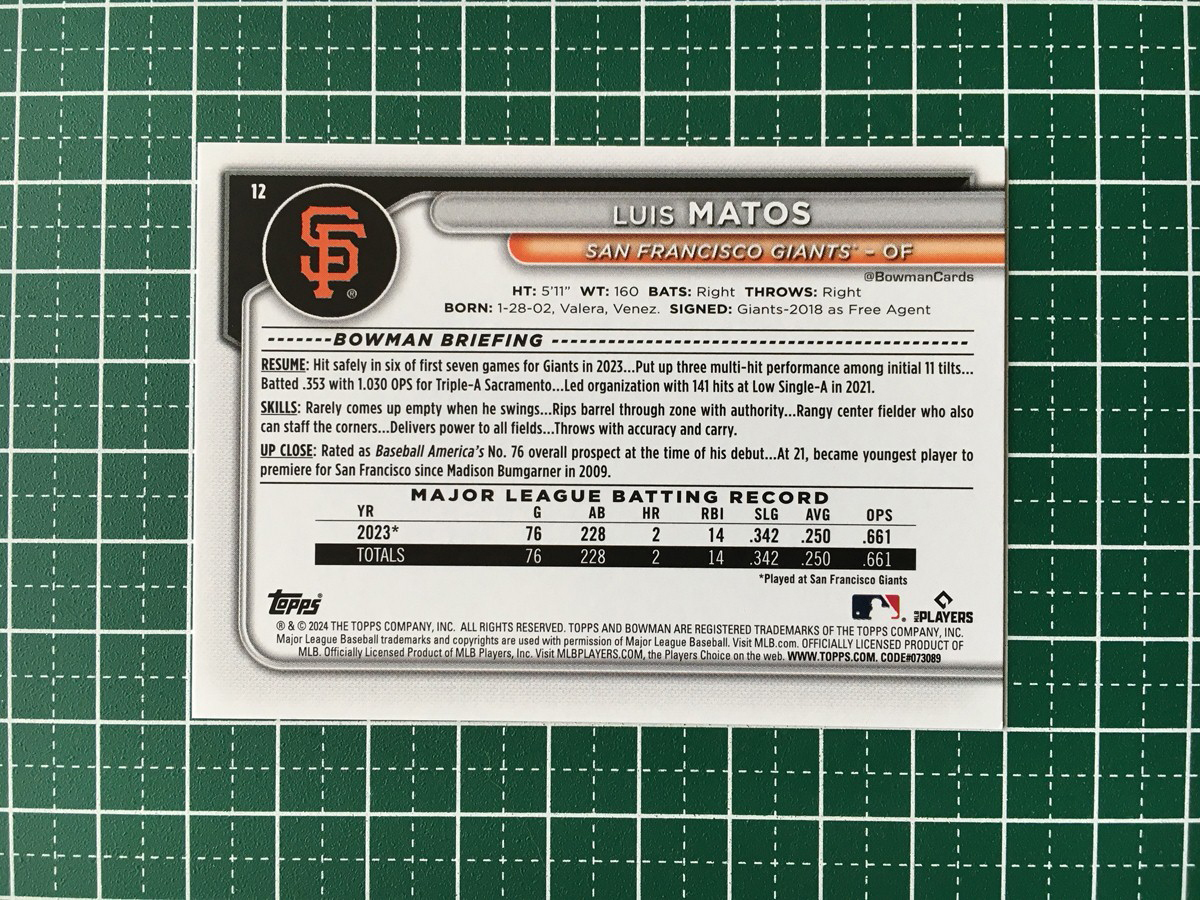 12
SF
®
LUIS MATOS
SAN FRANCISCO GIANTS™ – OF
@BowmanCards
HT: 5'11" WT: 160 BATS: Right THROWS: Right
BORN: 1-28-02, Valera, Venez. SIGNED: Giants-2018 as Free Agent
-------BOWMAN BRIEFING ----------------------------------------
RESUME: Hit safely in six of first seven games for Giants in 2023...Put up three multi-hit performance among initial 11 tilts...
Batted .353 with 1.030 OPS for Triple-A Sacramento...Led organization with 141 hits at Low Single-A in 2021.
SKILLS: Rarely comes up empty when he swings...Rips barrel through zone with authority...Rangy center fielder who also
can staff the corners...Delivers power to all fields...Throws with accuracy and carry.
UP CLOSE: Rated as Baseball America's No. 76 overall prospect at the time of his debut...At 21, became youngest player to
premiere for San Francisco since Madison Bumgarner in 2009.
MAJOR LEAGUE BATTING RECORD
YR G AB HR RBI SLG AVG OPS
2023* 76 228 2 14 .342 .250 .661
TOTALS 76 228 2 14 .342 .250 .661
*Played at San Francisco Giants
Topps®
MLB PLAYERS
® & © 2024 THE TOPPS COMPANY, INC. ALL RIGHTS RESERVED. TOPPS AND BOWMAN ARE REGISTERED TRADEMARKS OF THE TOPPS COMPANY, INC.
Major League Baseball trademarks and copyrights are used with permission of Major League Baseball. Visit MLB.com. OFFICIALLY LICENSED PRODUCT OF
MLB. Officially Licensed Product of MLB Players, Inc. Visit MLBPLAYERS.COM, the Players Choice on the web. WWW.TOPPS.COM. CODE#073089